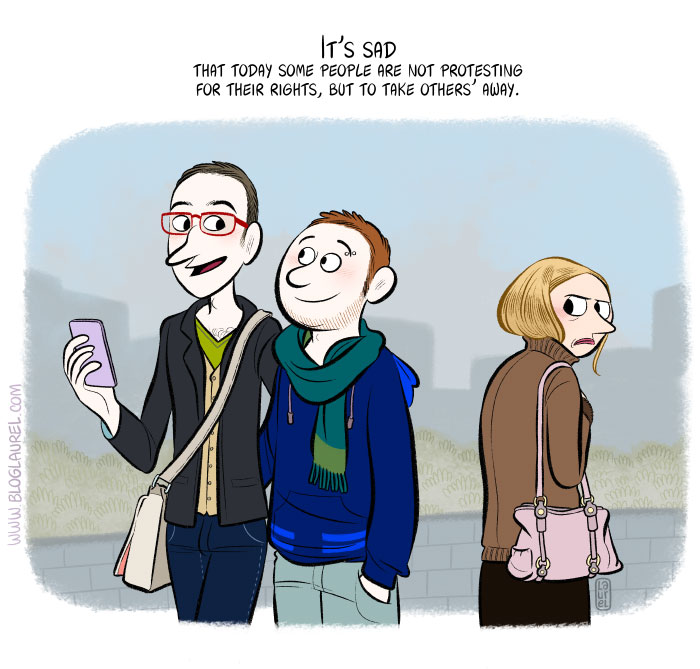 IT'S SAD
THAT TODAY SOME PEOPLE ARE NOT PROTESTING
FOR THEIR RIGHTS, BUT TO TAKE OTHERS' AWAY.
WWW.BLOGLAUREL.COM
LAUREL